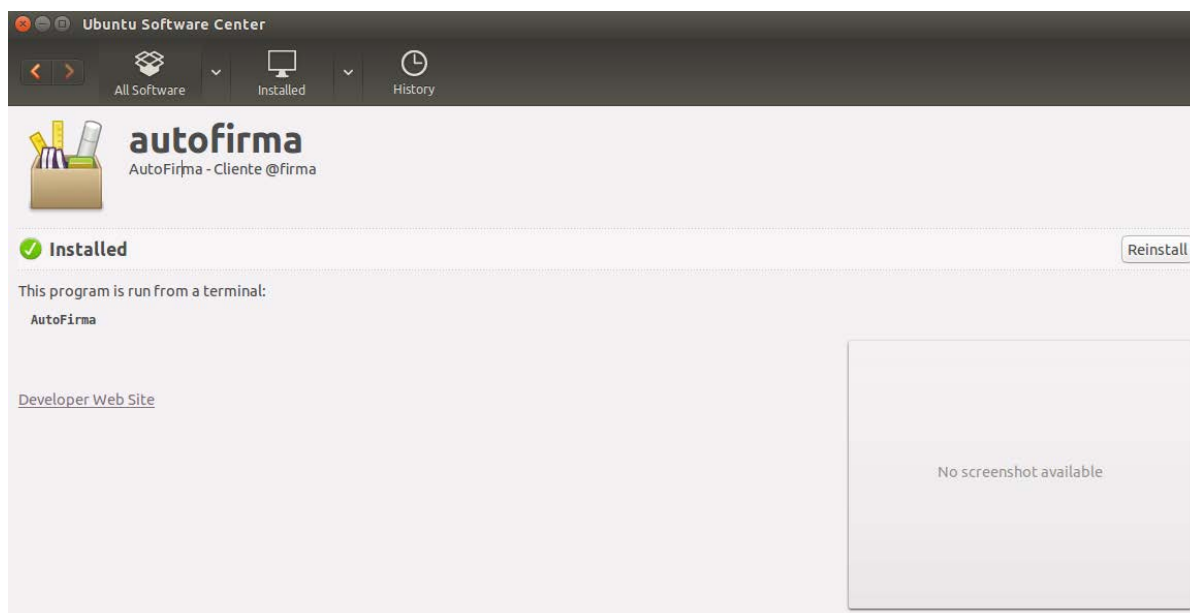 Ubuntu Software Center
All Software
Installed
History
autofirma
AutoFirma - Cliente @firma
Installed
Reinstall
This program is run from a terminal:
AutoFirma
Developer Web Site
No screenshot available